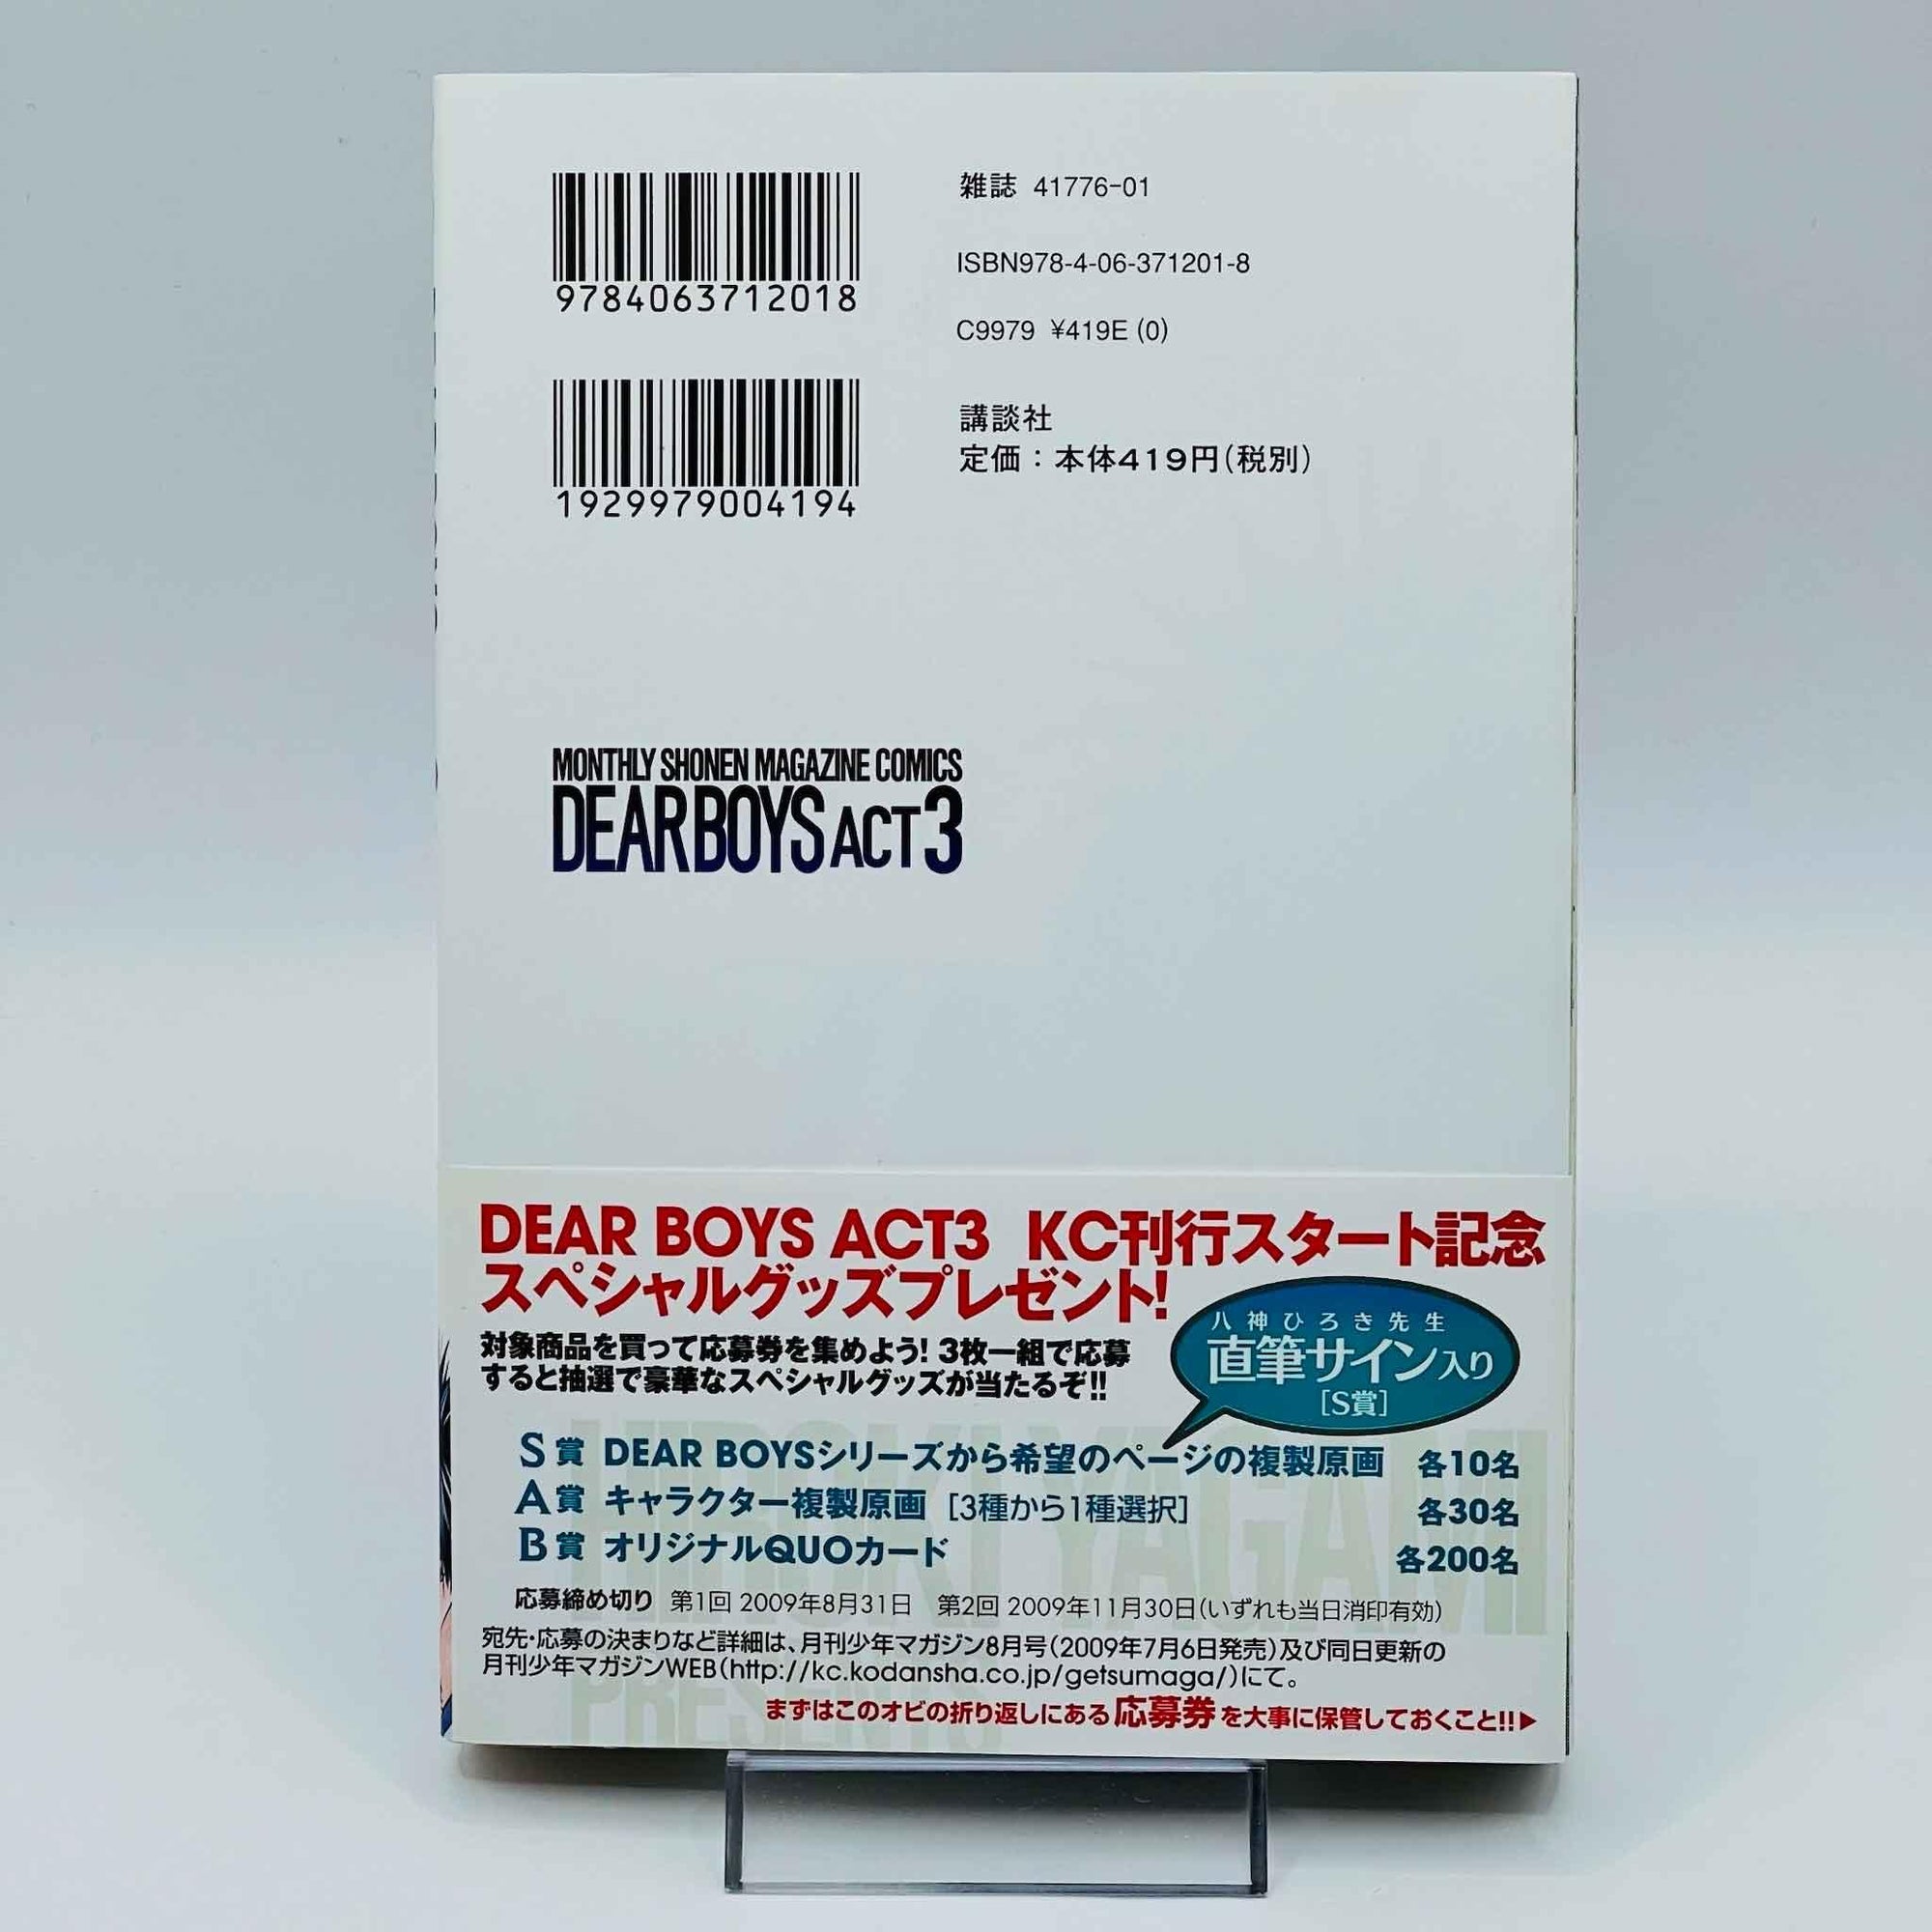 雑誌 41776-01
9784063712018
ISBN978-4-06-371201-8
C9979 ¥419E (0)
1929979004194
講談社
定価：本体419円（税別）
MONTHLY SHONEN MAGAZINE COMICS
DEAR BOYS ACT 3
DEAR BOYS ACT3 KC刊行スタート記念
スペシャルグッズプレゼント!
対象商品を買って応募券を集めよう! 3枚一組で応募
すると抽選で豪華なスペシャルグッズが当たるぞ!!
八神ひろき先生
直筆サイン入り
[S賞]
S賞 DEAR BOYSシリーズから希望のページの複製原画 各10名
A賞 キャラクター複製原画 [3種から1種選択] 各30名
B賞 オリジナルQUOカード 各200名
応募締め切り 第1回 2009年8月31日 第2回 2009年11月30日(いずれも当日消印有効)
宛先・応募の決まりなど詳細は、月刊少年マガジン8月号(2009年7月6日発売)及び同日更新の
月刊少年マガジンWEB(http://kc.kodansha.co.jp/getsumaga/)にて。
まずはこのオビの折り返しにある応募券を大事に保管しておくこと!!▶
HIROKI YAGAMI
PRESENTS